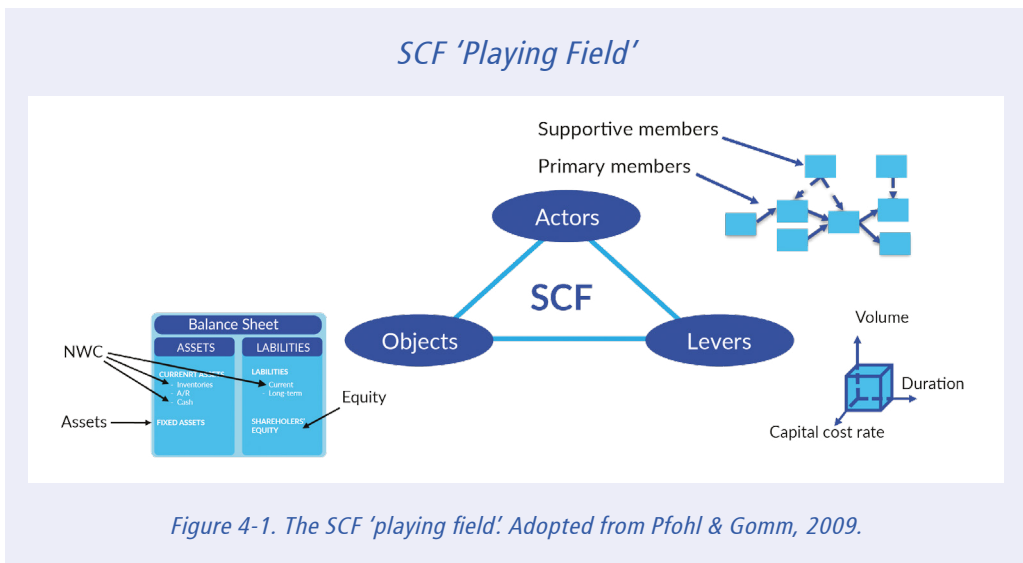 SCF ‘Playing Field’
Supportive members
Primary members
Actors
SCF
Objects
Levers
Balance Sheet
ASSETS
LABILITIES
NWC
CURRENRT ASSETS
- Inventories
- A/R
- Cash
LABILITIES
- Current
- Long-term
Equity
Assets
FIXED ASSETS
SHAREHOLERS'
EQUITY
Volume
Duration
Capital cost rate
Figure 4-1. The SCF ‘playing field’. Adopted from Pfohl & Gomm, 2009.